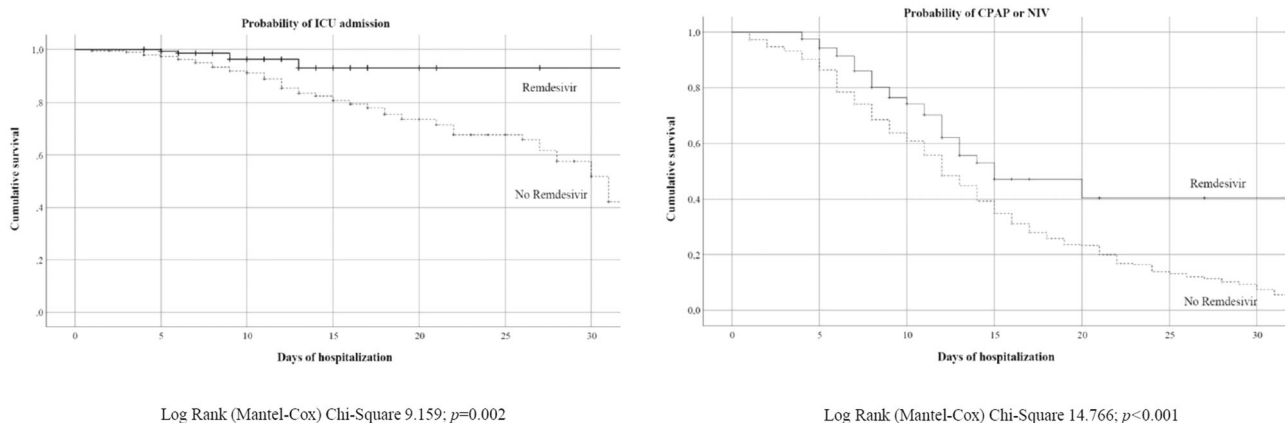 Probability of ICU admission
1,0
,8
,6
,4
,2
,0
Cumulative survival
Remdesivir
No Remdesivir
0 5 10 15 20 25 30
Days of hospitalization
Log Rank (Mantel-Cox) Chi-Square 9.159; p=0.002
Probability of CPAP or NIV
1,0
0,8
0,6
0,4
0,2
0,0
Cumulative survival
Remdesivir
No Remdesivir
0 5 10 15 20 25 30
Days of hospitalization
Log Rank (Mantel-Cox) Chi-Square 14.766; p<0.001